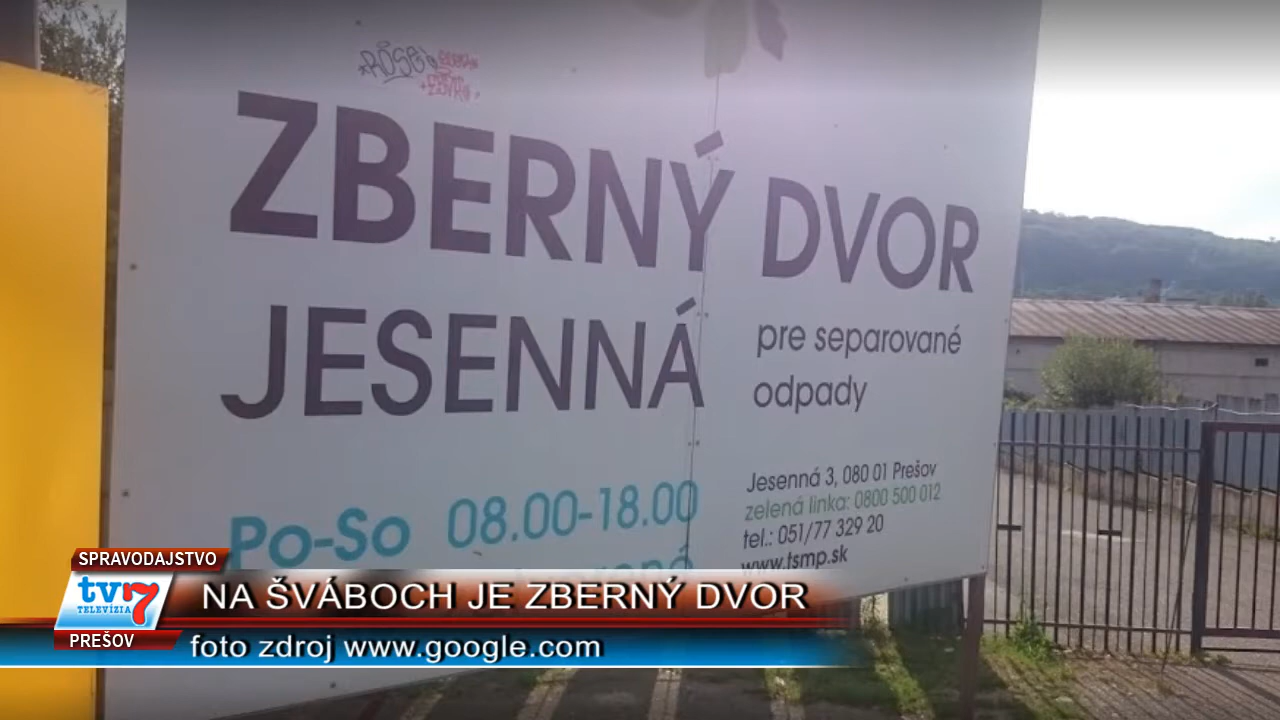 ZBERNÝ DVOR
JESENNÁ
pre separované
odpady
Po-So 08.00-18.00
Jesenná 3, 080 01 Prešov
zelená linka: 0800 500 012
tel.: 051/77 329 20
www.tsmp.sk
SPRAVODAJSTVO
tv7
TELEVÍZIA
PREŠOV
NA ŠVÁBOCH JE ZBERNÝ DVOR
foto zdroj www.google.com